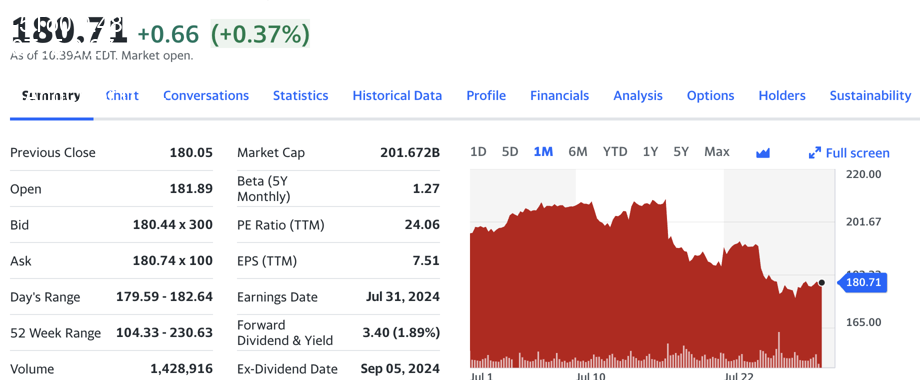 180.71 +0.66 (+0.37%)
As of 10:39AM EDT. Market open.
Summary Chart Conversations Statistics Historical Data Profile Financials Analysis Options Holders Sustainability
Previous Close 180.05
Open 181.89
Bid 180.44 x 300
Ask 180.74 x 100
Day's Range 179.59 - 182.64
52 Week Range 104.33 - 230.63
Volume 1,428,916
Market Cap 201.672B
Beta (5Y
Monthly) 1.27
PE Ratio (TTM) 24.06
EPS (TTM) 7.51
Earnings Date Jul 31, 2024
Forward
Dividend & Yield 3.40 (1.89%)
Ex-Dividend Date Sep 05, 2024
1D 5D 1M 6M YTD 1Y 5Y Max Full screen
220.00
201.67
180.71
165.00
Jul 1 Jul 10 Jul 22